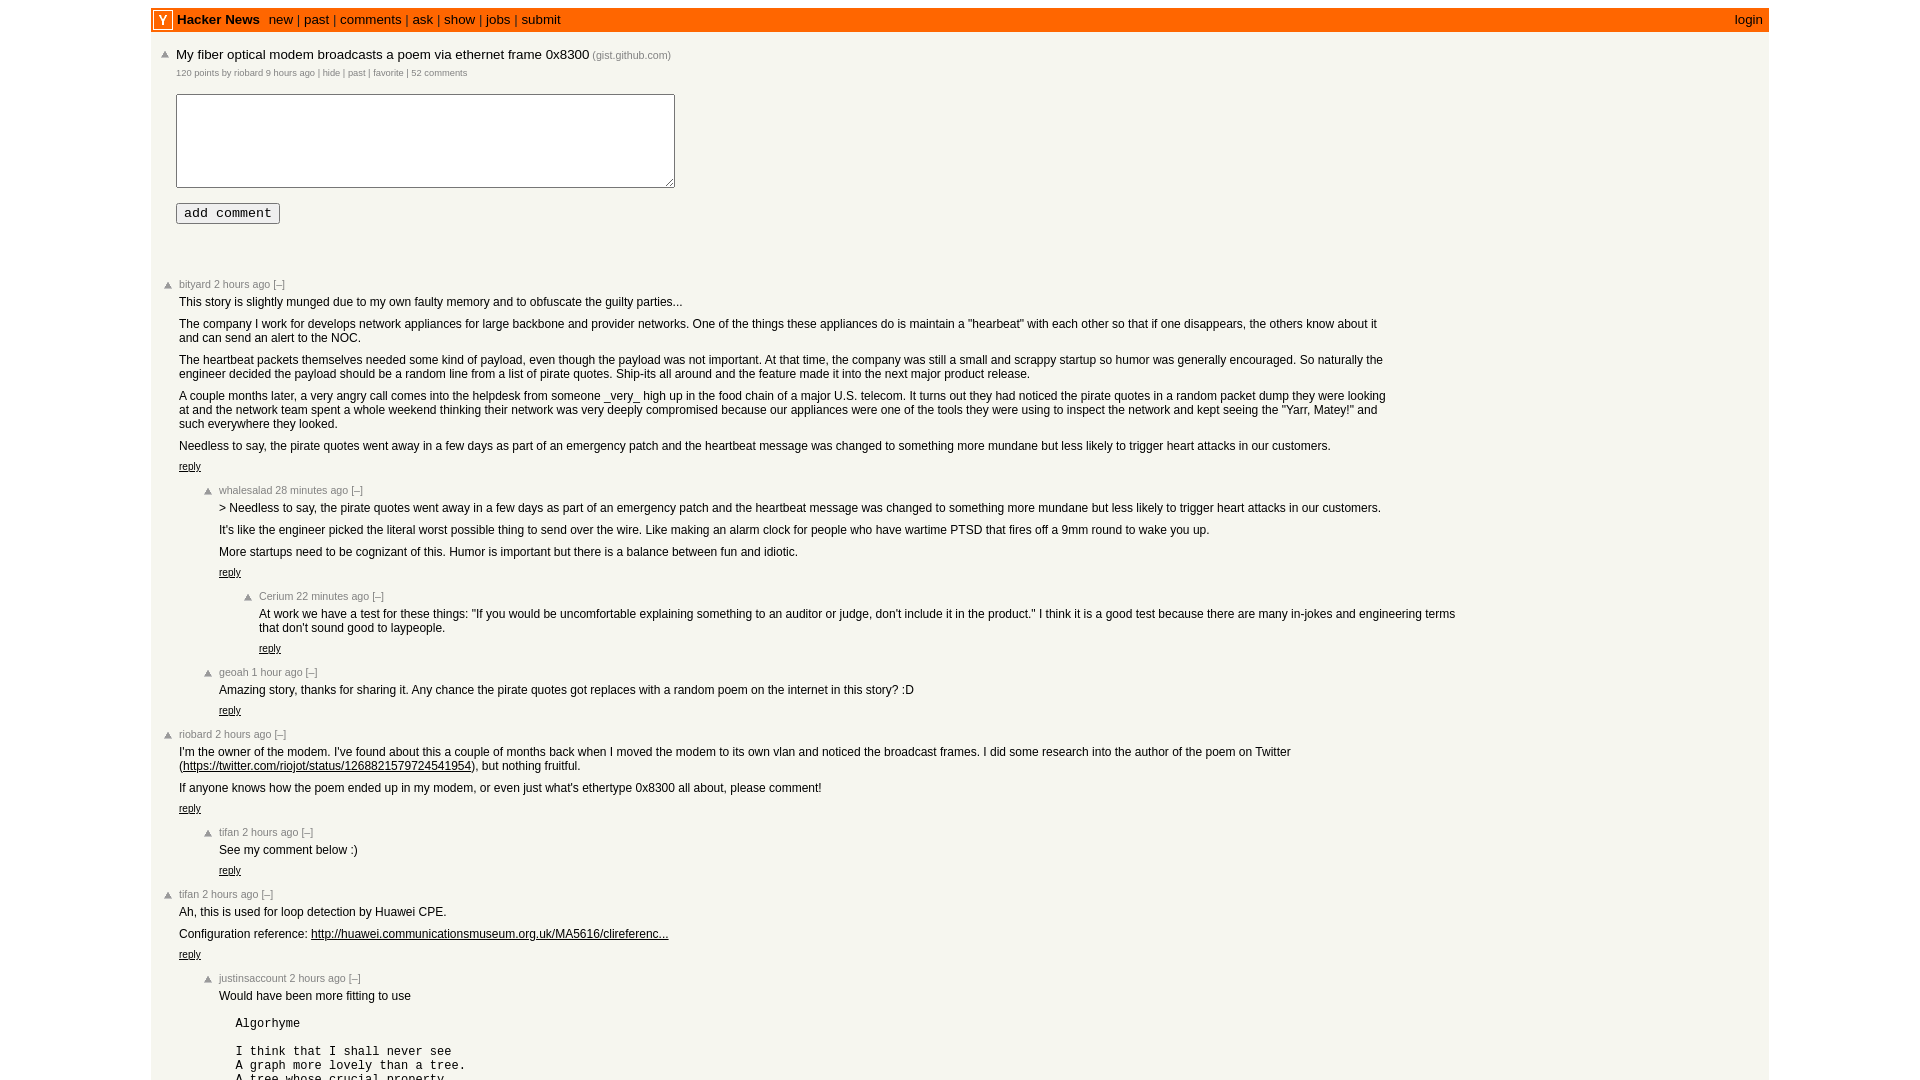 Y Hacker News new | past | comments | ask | show | jobs | submit login
My fiber optical modem broadcasts a poem via ethernet frame 0x8300 (gist.github.com)
120 points by riobard 9 hours ago | hide | past | favorite | 52 comments
add comment
bityard 2 hours ago [–]
This story is slightly munged due to my own faulty memory and to obfuscate the guilty parties...
The company I work for develops network appliances for large backbone and provider networks. One of the things these appliances do is maintain a "hearbeat" with each other so that if one disappears, the others know about it
and can send an alert to the NOC.
The heartbeat packets themselves needed some kind of payload, even though the payload was not important. At that time, the company was still a small and scrappy startup so humor was generally encouraged. So naturally the
engineer decided the payload should be a random line from a list of pirate quotes. Ship-its all around and the feature made it into the next major product release.
A couple months later, a very angry call comes into the helpdesk from someone _very_ high up in the food chain of a major U.S. telecom. It turns out they had noticed the pirate quotes in a random packet dump they were looking
at and the network team spent a whole weekend thinking their network was very deeply compromised because our appliances were one of the tools they were using to inspect the network and kept seeing the "Yarr, Matey!" and
such everywhere they looked.
Needless to say, the pirate quotes went away in a few days as part of an emergency patch and the heartbeat message was changed to something more mundane but less likely to trigger heart attacks in our customers.
reply
whalesalad 28 minutes ago [–]
> Needless to say, the pirate quotes went away in a few days as part of an emergency patch and the heartbeat message was changed to something more mundane but less likely to trigger heart attacks in our customers.
It's like the engineer picked the literal worst possible thing to send over the wire. Like making an alarm clock for people who have wartime PTSD that fires off a 9mm round to wake you up.
More startups need to be cognizant of this. Humor is important but there is a balance between fun and idiotic.
reply
Cerium 22 minutes ago [–]
At work we have a test for these things: "If you would be uncomfortable explaining something to an auditor or judge, don't include it in the product." I think it is a good test because there are many in-jokes and engineering terms
that don't sound good to laypeople.
reply
geoah 1 hour ago [–]
Amazing story, thanks for sharing it. Any chance the pirate quotes got replaces with a random poem on the internet in this story? :D
reply
riobard 2 hours ago [–]
I'm the owner of the modem. I've found about this a couple of months back when I moved the modem to its own vlan and noticed the broadcast frames. I did some research into the author of the poem on Twitter
(https://twitter.com/riojot/status/1268821579724541954), but nothing fruitful.
If anyone knows how the poem ended up in my modem, or even just what's ethertype 0x8300 all about, please comment!
reply
tifan 2 hours ago [–]
See my comment below :)
reply
tifan 2 hours ago [–]
Ah, this is used for loop detection by Huawei CPE.
Configuration reference: http://huawei.communicationsmuseum.org.uk/MA5616/clireferenc...
reply
justinsaccount 2 hours ago [–]
Would have been more fitting to use
Algorhyme
I think that I shall never see
A graph more lovely than a tree.
A tree whose crucial property